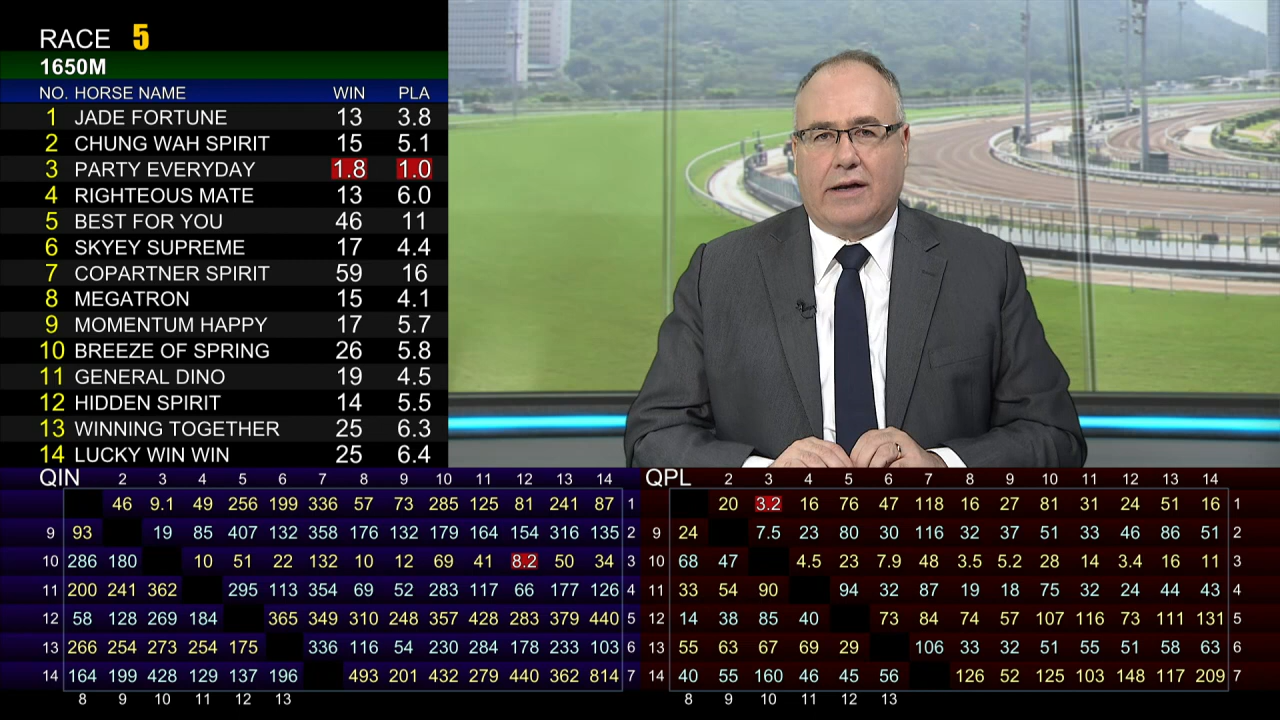 RACE 5
1650M
NO. HORSE NAME WIN PLA
1 JADE FORTUNE 13 3.8
2 CHUNG WAH SPIRIT 15 5.1
3 PARTY EVERYDAY 1.8 1.0
4 RIGHTEOUS MATE 13 6.0
5 BEST FOR YOU 46 11
6 SKYEY SUPREME 17 4.4
7 COPARTNER SPIRIT 59 16
8 MEGATRON 15 4.1
9 MOMENTUM HAPPY 17 5.7
10 BREEZE OF SPRING 26 5.8
11 GENERAL DINO 19 4.5
12 HIDDEN SPIRIT 14 5.5
13 WINNING TOGETHER 25 6.3
14 LUCKY WIN WIN 25 6.4
QIN 2 3 4 5 6 7 8 9 10 11 12 13 14
46 9.1 49 256 199 336 57 73 285 125 81 241 87 1
9 93 19 85 407 132 358 176 132 179 164 154 316 135 2
10 286 180 10 51 22 132 10 12 69 41 8.2 50 34 3
11 200 241 362 295 113 354 69 52 283 117 66 177 126 4
12 58 128 269 184 365 349 310 248 357 428 283 379 440 5
13 266 254 273 254 175 336 116 54 230 284 178 233 103 6
14 164 199 428 129 137 196 493 201 432 279 440 362 814 7
8 9 10 11 12 13
QPL 2 3 4 5 6 7 8 9 10 11 12 13 14
20 3.2 16 76 47 118 16 27 81 31 24 51 16 1
9 24 7.5 23 80 30 116 32 37 51 33 46 86 51 2
10 68 47 4.5 23 7.9 48 3.5 5.2 28 14 3.4 16 11 3
11 33 54 90 94 32 87 19 18 75 32 24 44 43 4
12 14 38 85 40 73 84 74 57 107 116 73 111 131 5
13 55 63 67 69 29 106 33 32 51 55 51 58 63 6
14 40 55 160 46 45 56 126 52 125 103 148 117 209 7
8 9 10 11 12 13